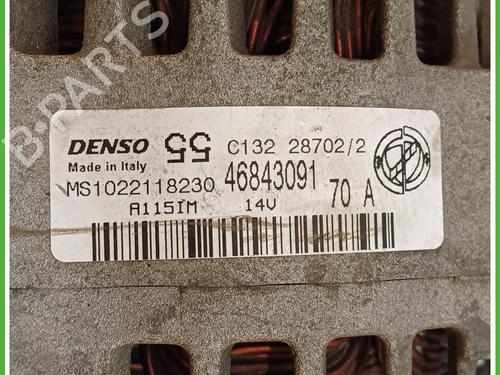 B-PARTS
DENSO 55 C132 28702/2
Made in Italy
MS1022118230 46843091 70 A
A115IM 14V